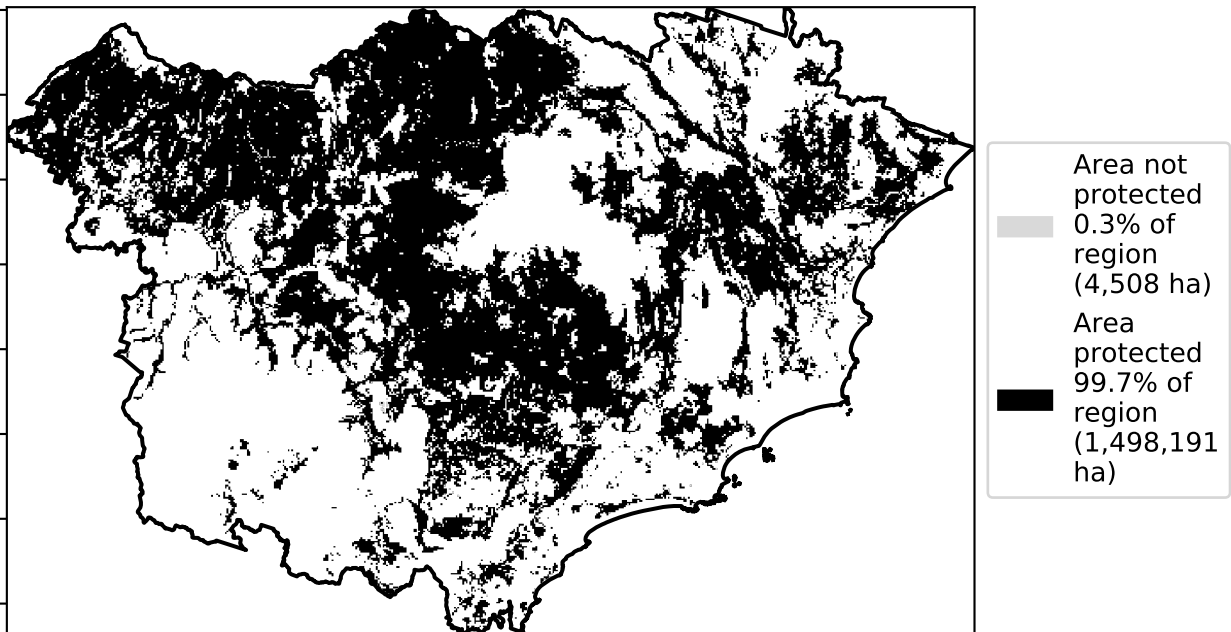 Area not
protected
0.3% of
region
(4,508 ha)
Area
protected
99.7% of
region
(1,498,191
ha)